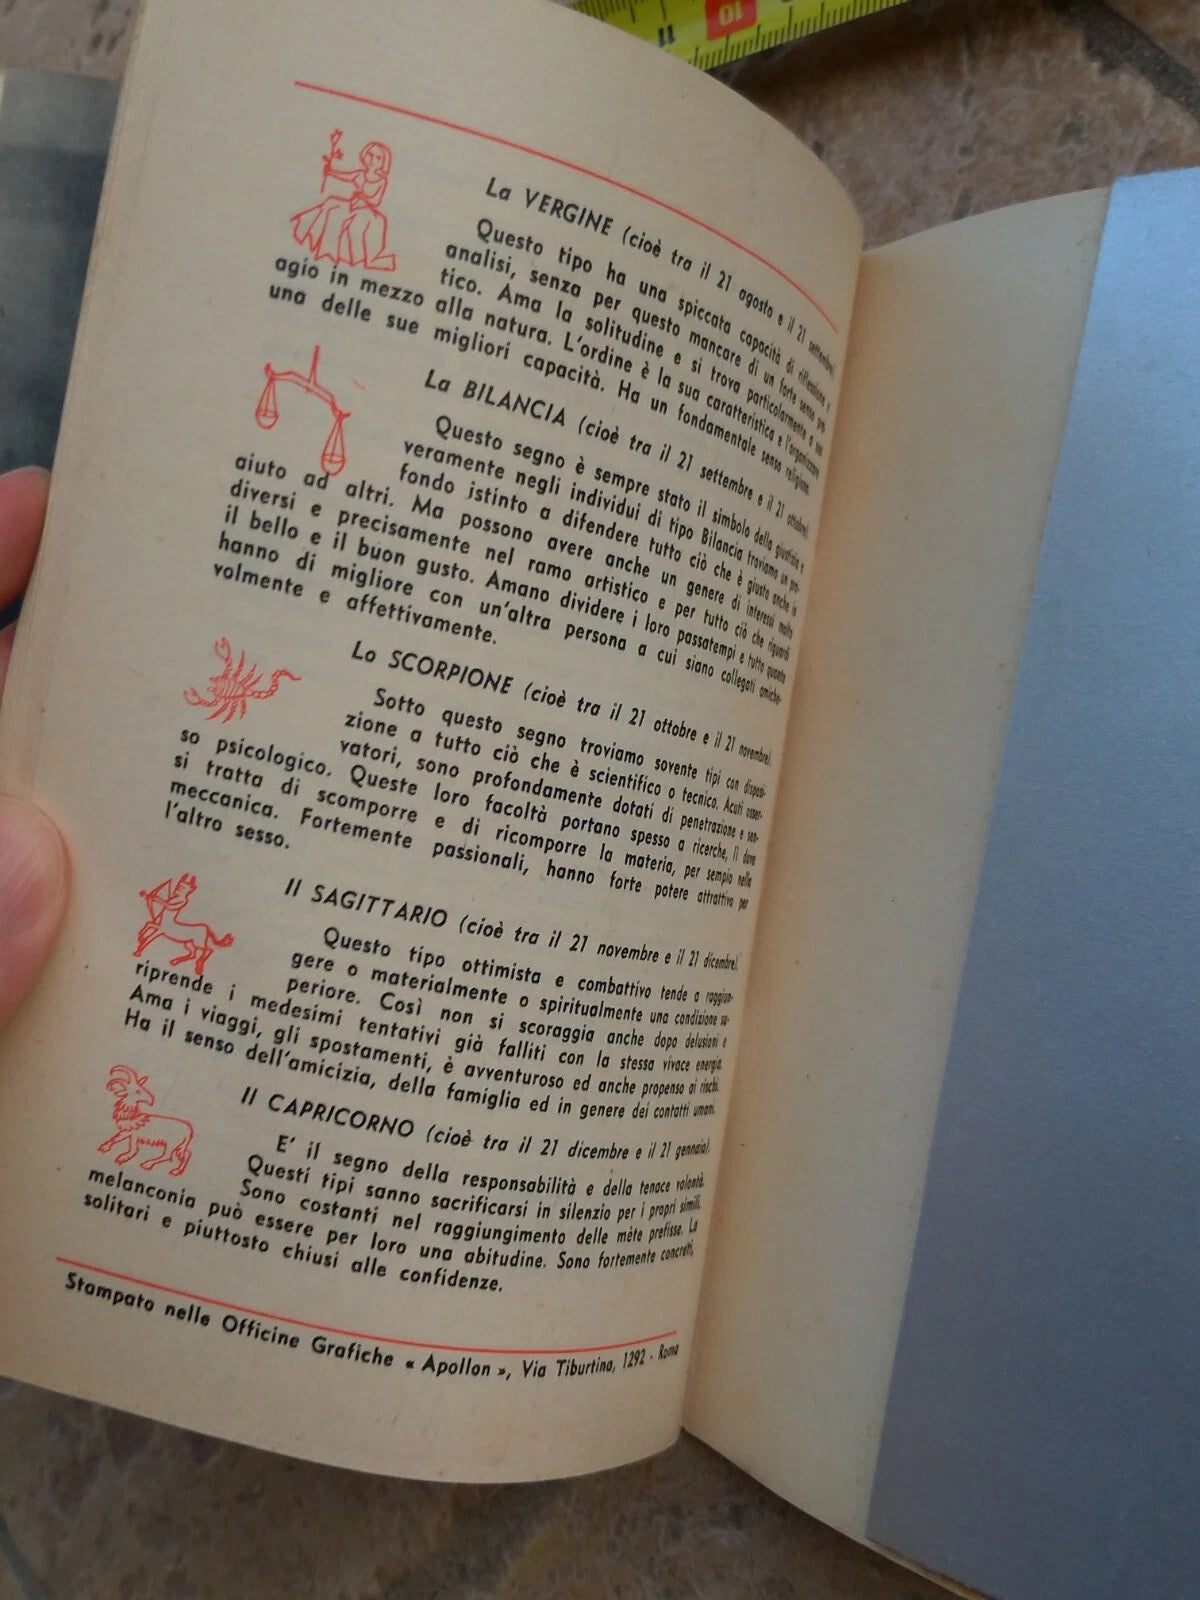 11
10
La VERGINE (cioè tra il 21 agosto e il 21 settembre).
Questo tipo ha una spiccata capacità di riflessione e
analisi, senza per questo mancare di un forte senso pra-
tico. Ama la solitudine e si trova particolarmente a suo
agio in mezzo alla natura. L'ordine è la sua caratteristica e l'organizzare
una delle sue migliori capacità. Ha un fondamentale senso religioso.
La BILANCIA (cioè tra il 21 settembre e il 21 ottobre).
Questo segno è sempre stato il simbolo della giustizia e
veramente negli individui di tipo Bilancia troviamo un pro-
fondo istinto a difendere tutto ciò che è giusto anche in
aiuto ad altri. Ma possono avere anche un genere di interessi molto
diversi e precisamente nel ramo artistico e per tutto ciò che riguardi
il bello e il buon gusto. Amano dividere i loro passatempi e tutto quanto
hanno di migliore con un'altra persona a cui siano collegati amiche-
volmente e affettivamente.
Lo SCORPIONE (cioè tra il 21 ottobre e il 21 novembre).
Sotto questo segno troviamo sovente tipi con disposi-
zione a tutto ciò che è scientifico o tecnico. Acuti osser-
vatori, sono profondamente dotati di penetrazione e sen-
so psicologico. Queste loro facoltà portano spesso a ricerche, lì dove
si tratta di scomporre e di ricomporre la materia, per sempio nella
meccanica. Fortemente passionali, hanno forte potere attrattivo per
l'altro sesso.
Il SAGITTARIO (cioè tra il 21 novembre e il 21 dicembre).
Questo tipo ottimista e combattivo tende a raggiun-
gere o materialmente o spiritualmente una condizione su-
periore. Così non si scoraggia anche dopo delusioni e
riprende i medesimi tentativi già falliti con la stessa vivace energia.
Ama i viaggi, gli spostamenti, è avventuroso ed anche propenso ai rischi.
Ha il senso dell'amicizia, della famiglia ed in genere dei contatti umani.
Il CAPRICORNO (cioè tra il 21 dicembre e il 21 gennaio).
E' il segno della responsabilità e della tenace volontà.
Questi tipi sanno sacrificarsi in silenzio per i propri simili.
Sono costanti nel raggiungimento delle mète prefisse. La
melanconia può essere per loro una abitudine. Sono fortemente concreti,
solitari e piuttosto chiusi alle confidenze.
Stampato nelle Officine Grafiche « Apollon », Via Tiburtina, 1292 - Roma